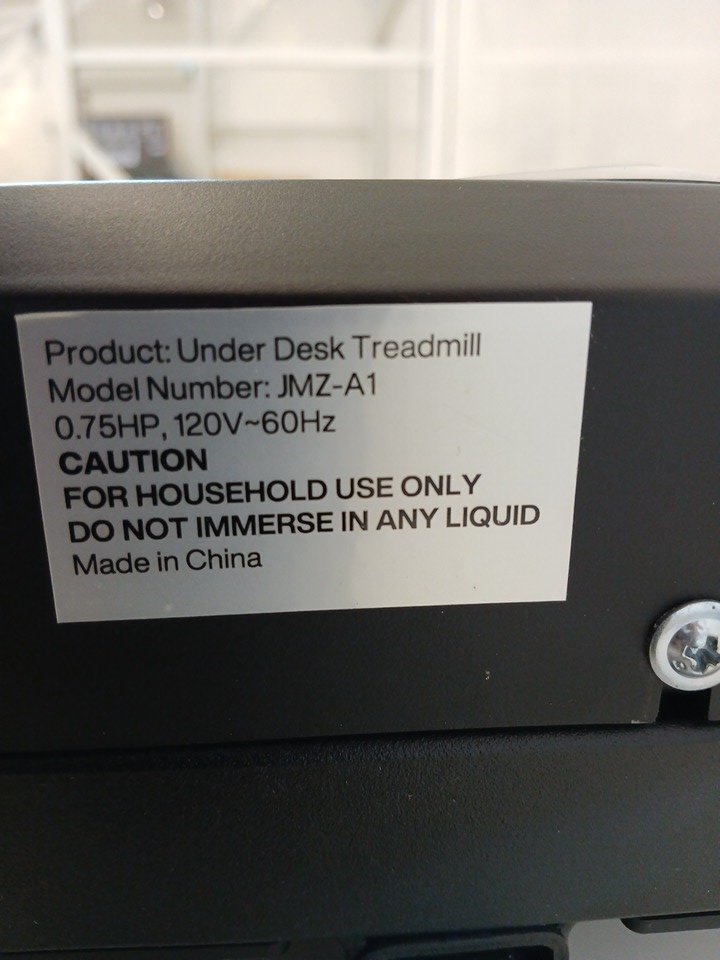 Product: Under Desk Treadmill
Model Number: JMZ-A1
0.75HP, 120V~60Hz
CAUTION
FOR HOUSEHOLD USE ONLY
DO NOT IMMERSE IN ANY LIQUID
Made in China